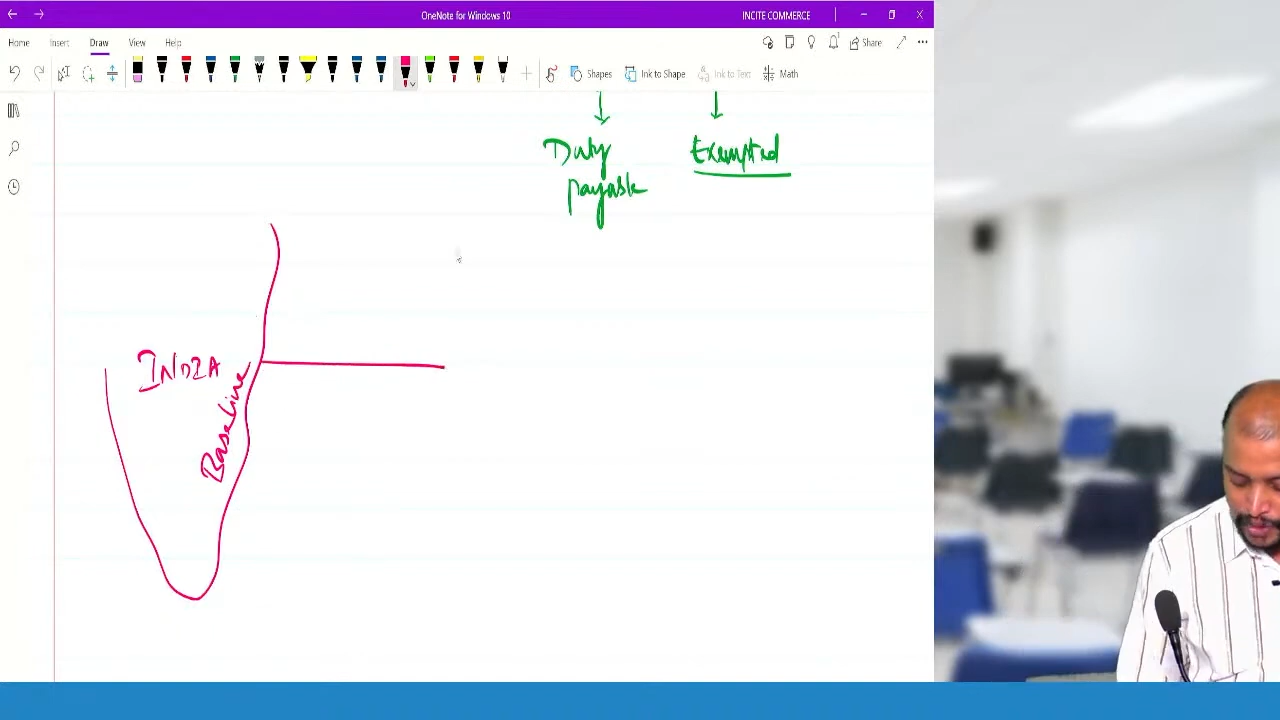 OneNote for Windows 10
INCITE COMMERCE
Home Insert Draw View Help
Share
Shapes Ink to Shape Ink to Text Math
Duty Exempted
payable
INDIA
Baseline